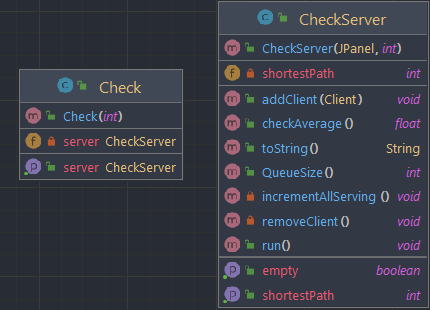 Check
Check(int)
server CheckServer
server CheckServer
CheckServer
CheckServer(JPanel, int)
shortestPath int
addClient(Client) void
checkAverage() float
toString() String
QueueSize() int
incrementAllServing() void
removeClient() void
run() void
empty boolean
shortestPath int